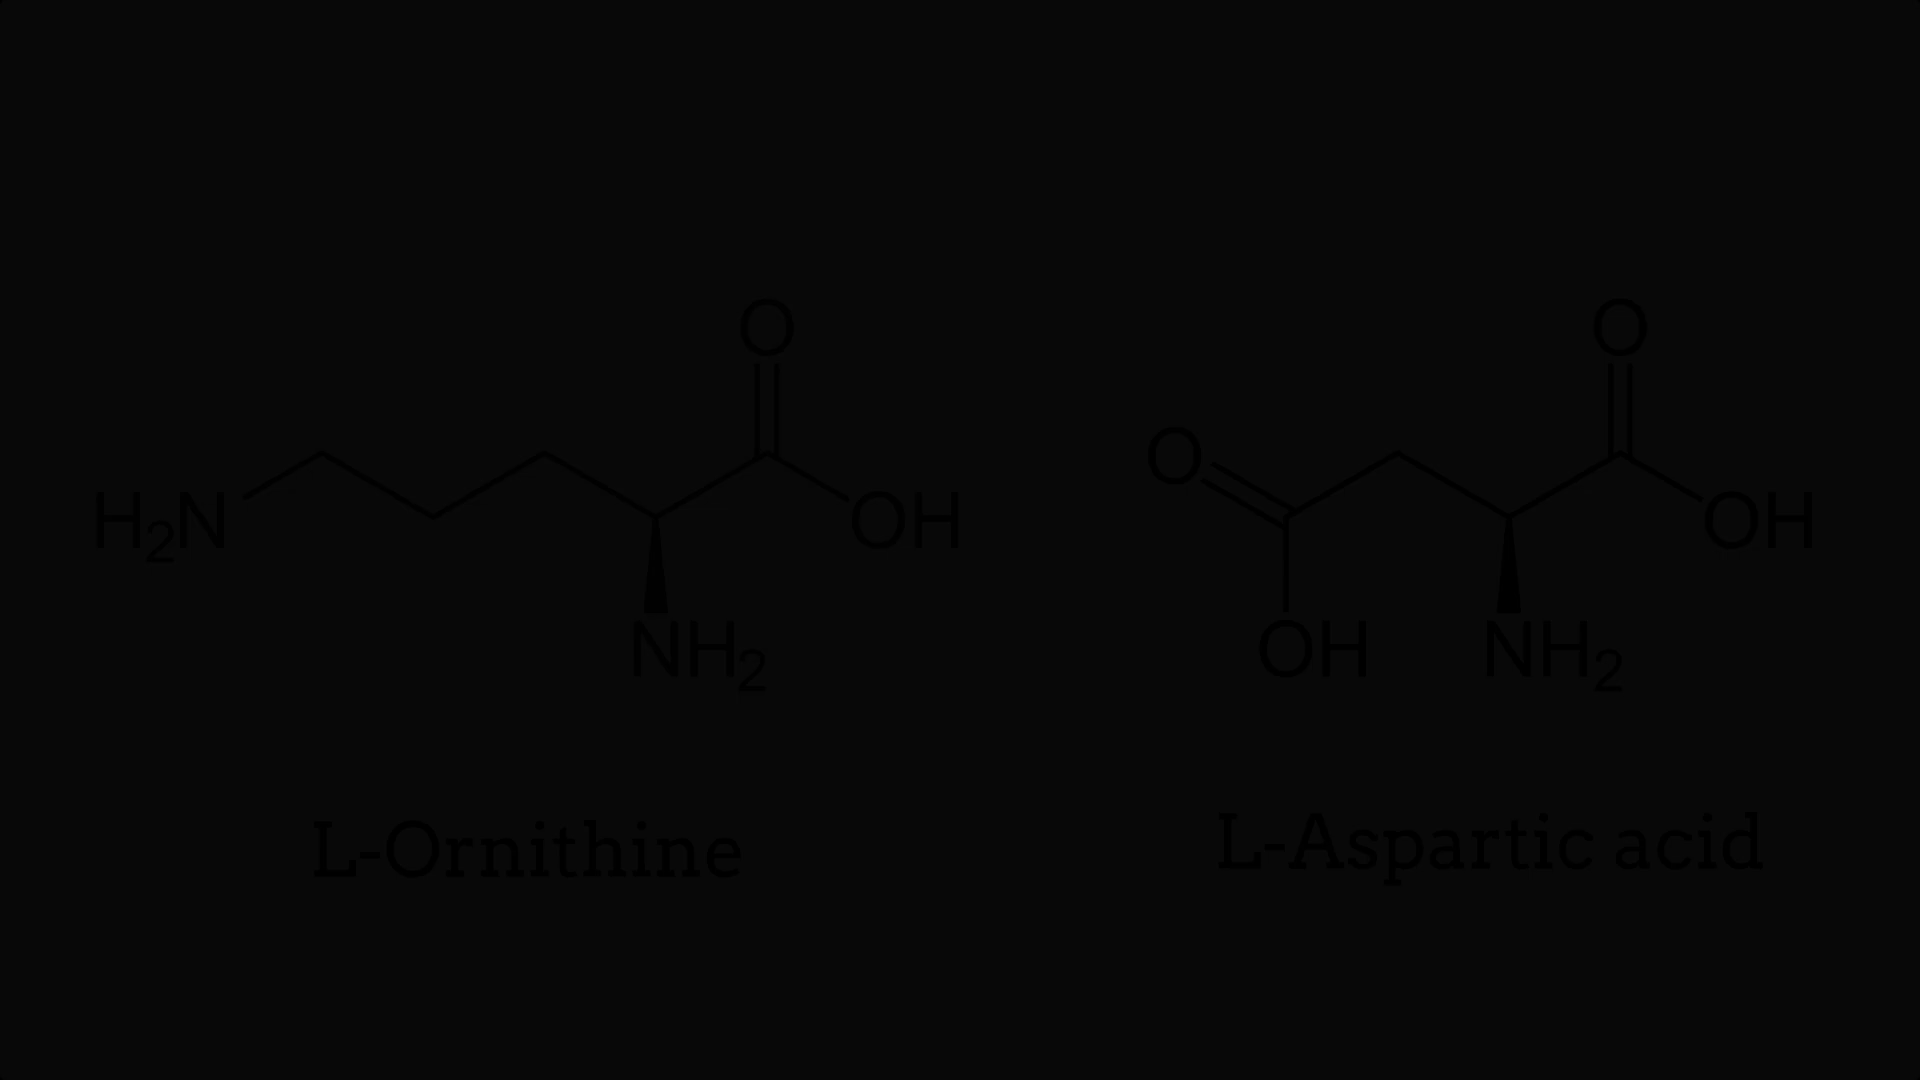 O
H2N
OH
NH2
L-Ornithine
O
O
OH
OH
NH2
L-Aspartic acid